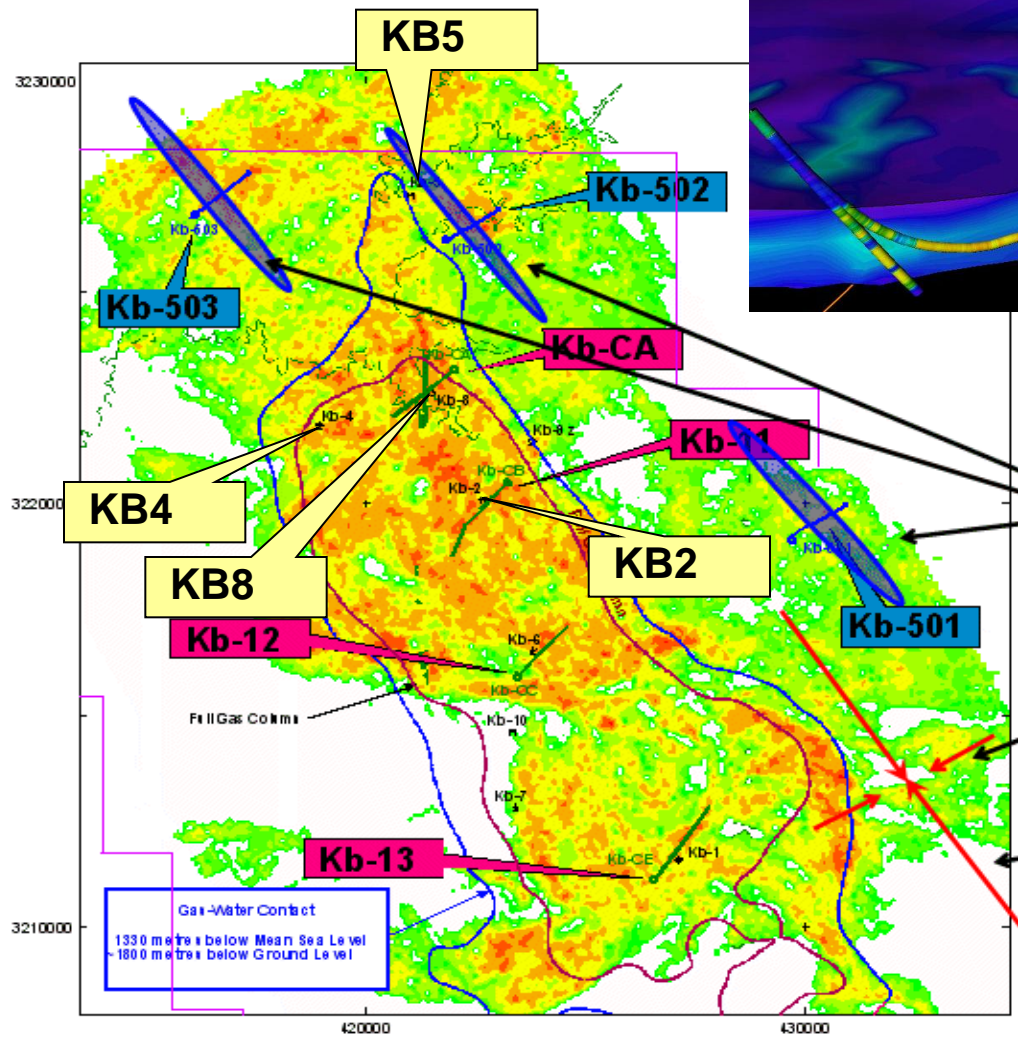 KB5
3230000
Kb-502
Kb-503
Kb-502
Kb-503
Kb-CA
Kb-CA
Kb-8
Kb-4
Kb-8 z
Kb-11
Kb-CB
Kb-2
3220000
KB4
KB2
KB8
Kb-501
Kb-12
Kb-6
Kb-CC
Full Gas Column
Kb-10
Kb-7
Kb-13
Kb-CE
Kb-1
Gas-Water Contact
1330 metres below Mean Sea Level
~1800 metres below Ground Level
3210000
420000
430000